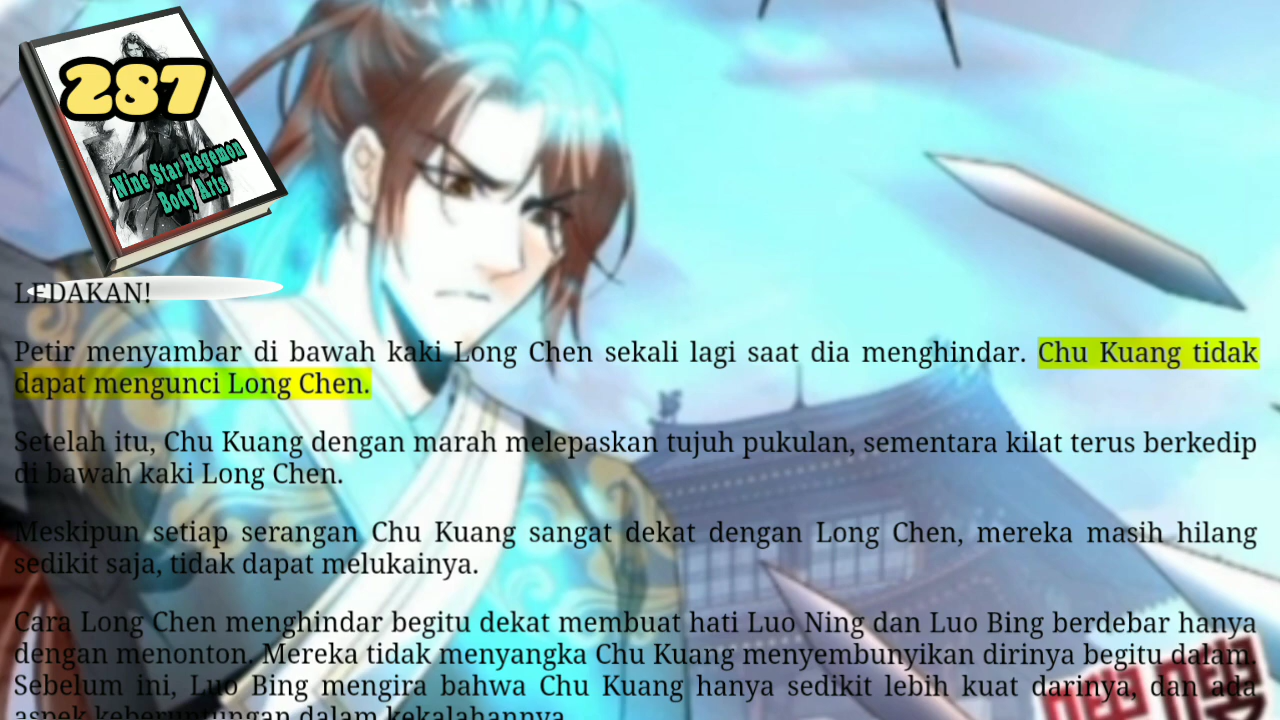 287
Nine Star Hegemon
Body Arts
LEDAKAN!
Petir menyambar di bawah kaki Long Chen sekali lagi saat dia menghindar. Chu Kuang tidak
dapat mengunci Long Chen.
Setelah itu, Chu Kuang dengan marah melepaskan tujuh pukulan, sementara kilat terus berkedip
di bawah kaki Long Chen.
Meskipun setiap serangan Chu Kuang sangat dekat dengan Long Chen, mereka masih hilang
sedikit saja, tidak dapat melukainya.
Cara Long Chen menghindar begitu dekat membuat hati Luo Ning dan Luo Bing berdebar hanya
dengan menonton. Mereka tidak menyangka Chu Kuang menyembunyikan dirinya begitu dalam.
Sebelum ini, Luo Bing mengira bahwa Chu Kuang hanya sedikit lebih kuat darinya, dan ada
aspek keberuntungan dalam kekalahannya.